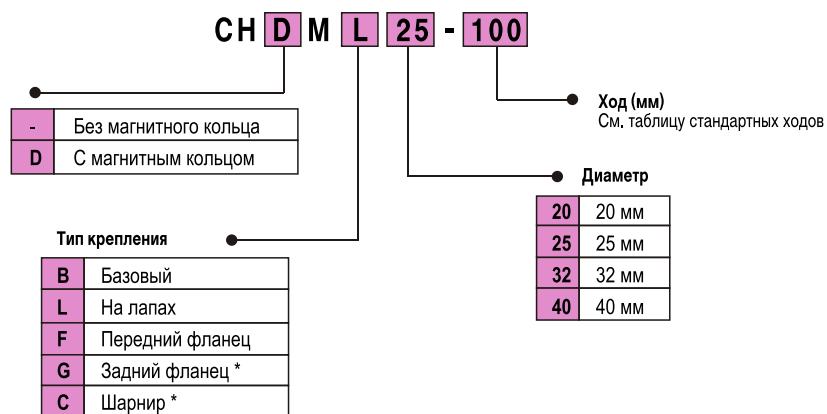 CH D M L 25 - 100
Ход (мм)
См. таблицу стандартных ходов
- Без магнитного кольца
D С магнитным кольцом
Диаметр
20 20 мм
25 25 мм
32 32 мм
40 40 мм
Тип крепления
B Базовый
L На лапах
F Передний фланец
G Задний фланец *
C Шарнир *